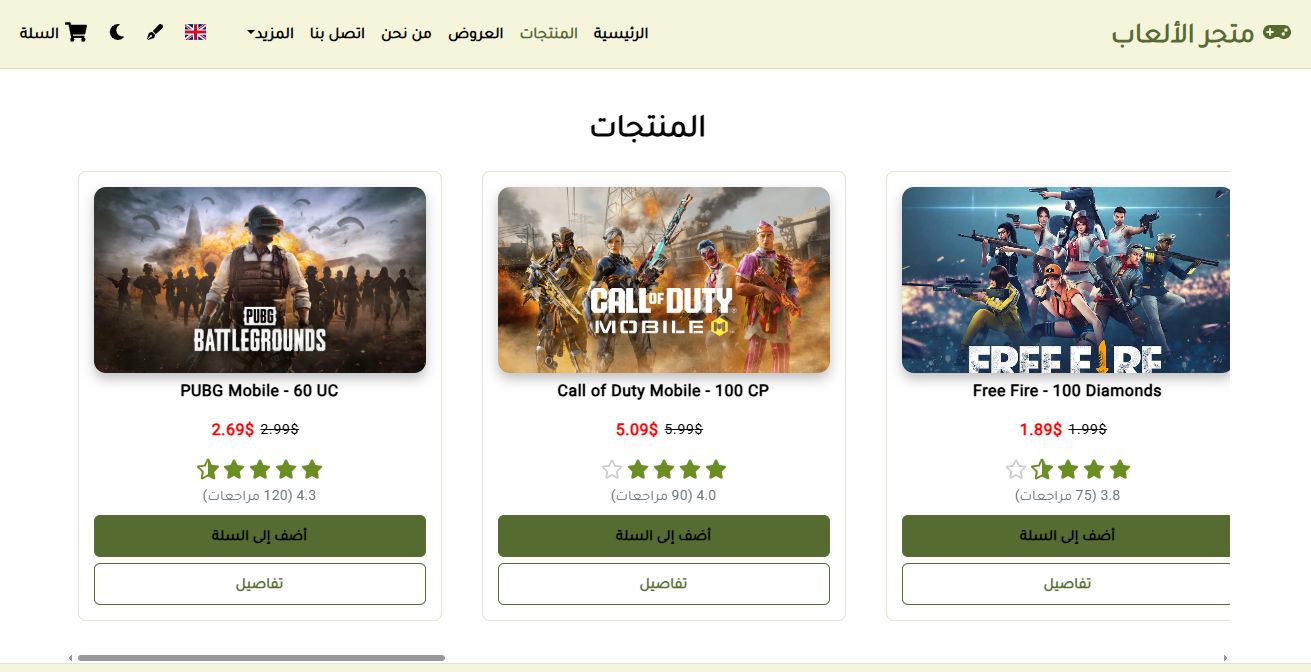 متجر الألعاب
الرئيسية المنتجات العروض من نحن اتصل بنا المزيد السلة
المنتجات
PUBG
BATTLEGROUNDS
PUBG Mobile - 60 UC
2.69$ 2.99$
4.3 (120 مراجعات)
أضف إلى السلة
تفاصيل
CALL OF DUTY
MOBILE
Call of Duty Mobile - 100 CP
5.09$ 5.99$
4.0 (90 مراجعات)
أضف إلى السلة
تفاصيل
FREE FIRE
Free Fire - 100 Diamonds
1.89$ 1.99$
3.8 (75 مراجعات)
أضف إلى السلة
تفاصيل